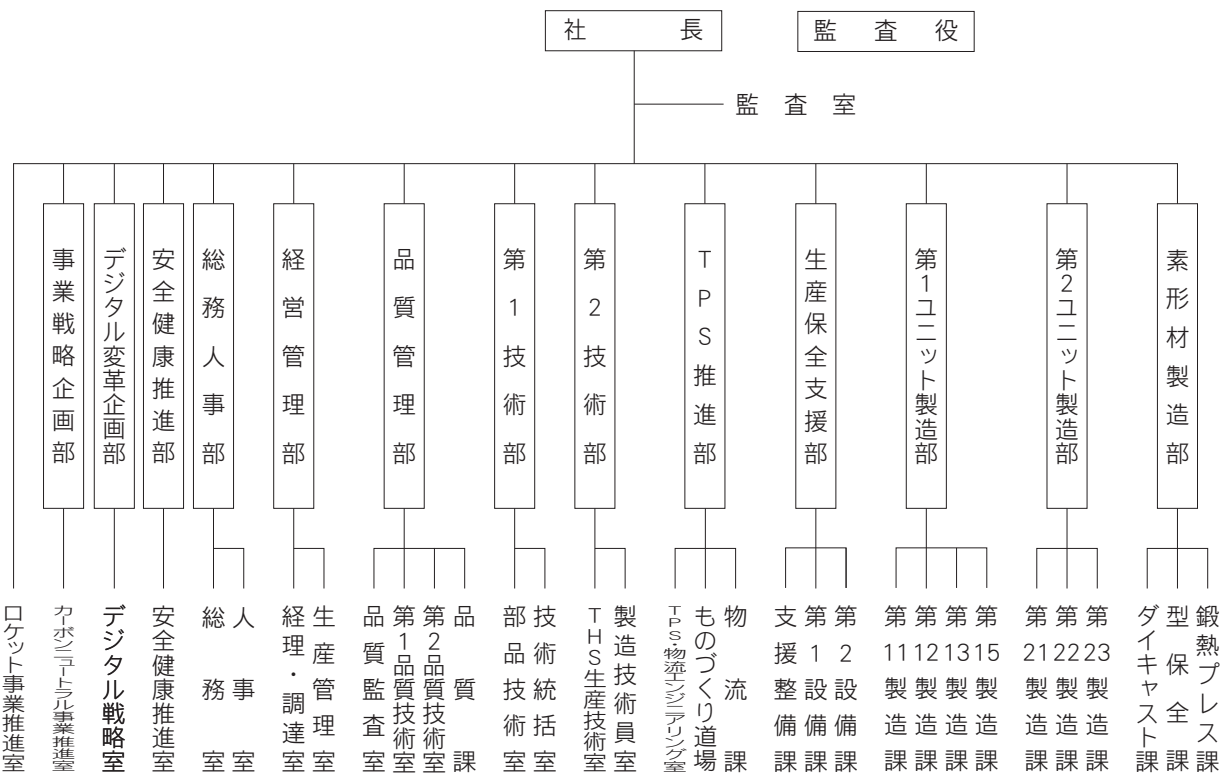 社長
監査役
監査室
事業戦略企画部
デジタル変革企画部
安全健康推進部
総務人事部
経営管理部
品質管理部
第1技術部
第2技術部
TPS推進部
生産保全支援部
第1ユニット製造部
第2ユニット製造部
素形材製造部
ロケット事業推進室
カーボンニュートラル事業推進室
デジタル戦略室
安全健康推進室
総務室
人事室
経理・調達室
生産管理室
品質監査室
第1品質技術室
第2品質技術室
品質課
部品技術室
技術統括室
THS生産技術室
製造技術員室
TPS・物流エンジニアリング室
ものづくり道場
物流課
支援整備課
第1設備課
第2設備課
第11製造課
第12製造課
第13製造課
第15製造課
第21製造課
第22製造課
第23製造課
ダイキャスト課
型保全課
鍛熱プレス課